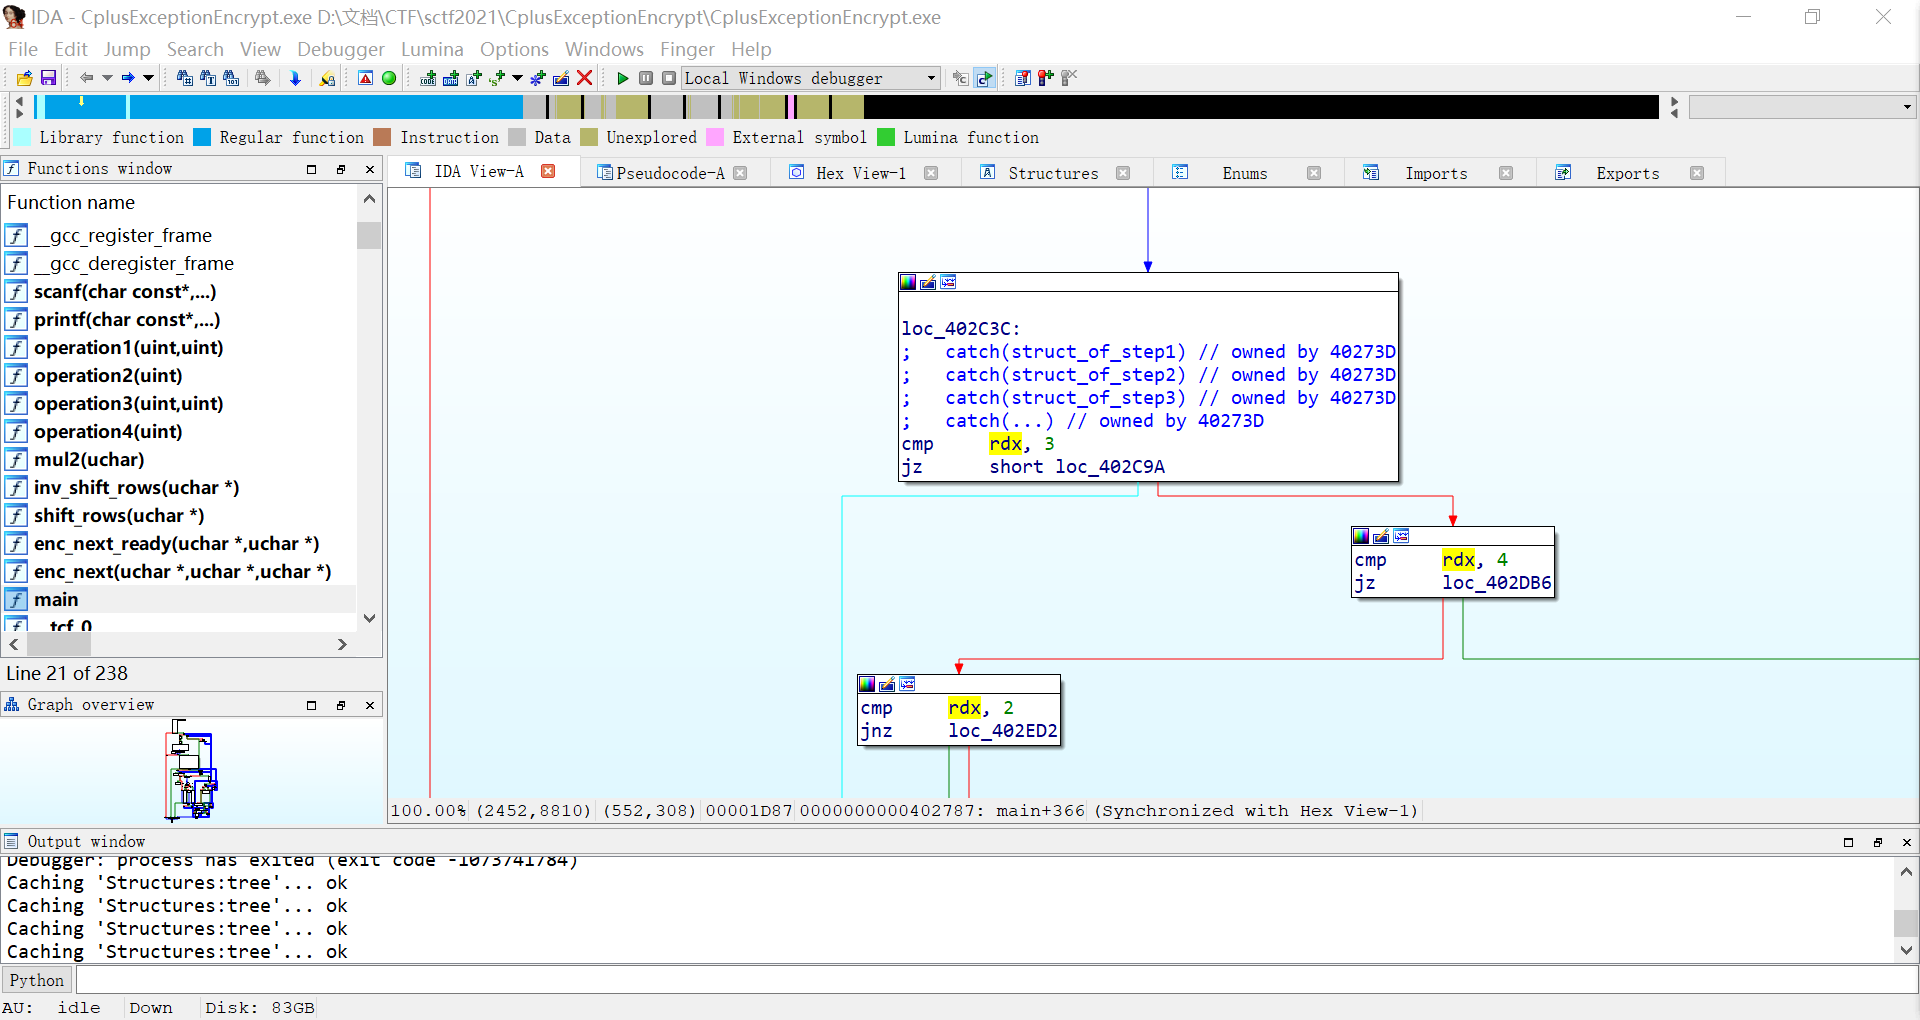 IDA - CplusExceptionEncrypt.exe D:\文档\CTF\sctf2021\CplusExceptionEncrypt\CplusExceptionEncrypt.exe
File Edit Jump Search View Debugger Lumina Options Windows Finger Help
Local Windows debugger
Library function Regular function Instruction Data Unexplored External symbol Lumina function
Functions window
IDA View-A Pseudocode-A Hex View-1 Structures Enums Imports Exports
Function name
__gcc_register_frame
__gcc_deregister_frame
scanf(char const*,...)
printf(char const*,...)
operation1(uint,uint)
operation2(uint)
operation3(uint,uint)
operation4(uint)
mul2(uchar)
inv_shift_rows(uchar *)
shift_rows(uchar *)
enc_next_ready(uchar *,uchar *)
enc_next(uchar *,uchar *,uchar *)
main
__tcf_0
Line 21 of 238
Graph overview
loc_402C3C:
;   catch(struct_of_step1) // owned by 40273D
;   catch(struct_of_step2) // owned by 40273D
;   catch(struct_of_step3) // owned by 40273D
;   catch(...) // owned by 40273D
cmp rdx, 3
jz short loc_402C9A
cmp rdx, 4
jz loc_402DB6
cmp rdx, 2
jnz loc_402ED2
100.00% (2452,8810) (552,308) 00001D87 0000000000402787: main+366 (Synchronized with Hex View-1)
Output window
Debugger: process has exited (exit code -1073741784)
Caching 'Structures:tree'... ok
Caching 'Structures:tree'... ok
Caching 'Structures:tree'... ok
Caching 'Structures:tree'... ok
Python
AU: idle Down Disk: 83GB